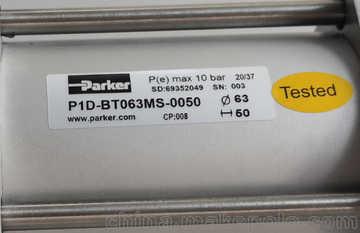 Parker
P(e) max 10 bar 20/37
SD:69352049 SN: 003
P1D-BT063MS-0050 Ø 63
www.parker.com CP:008 50
Tested
china.makepolo.com